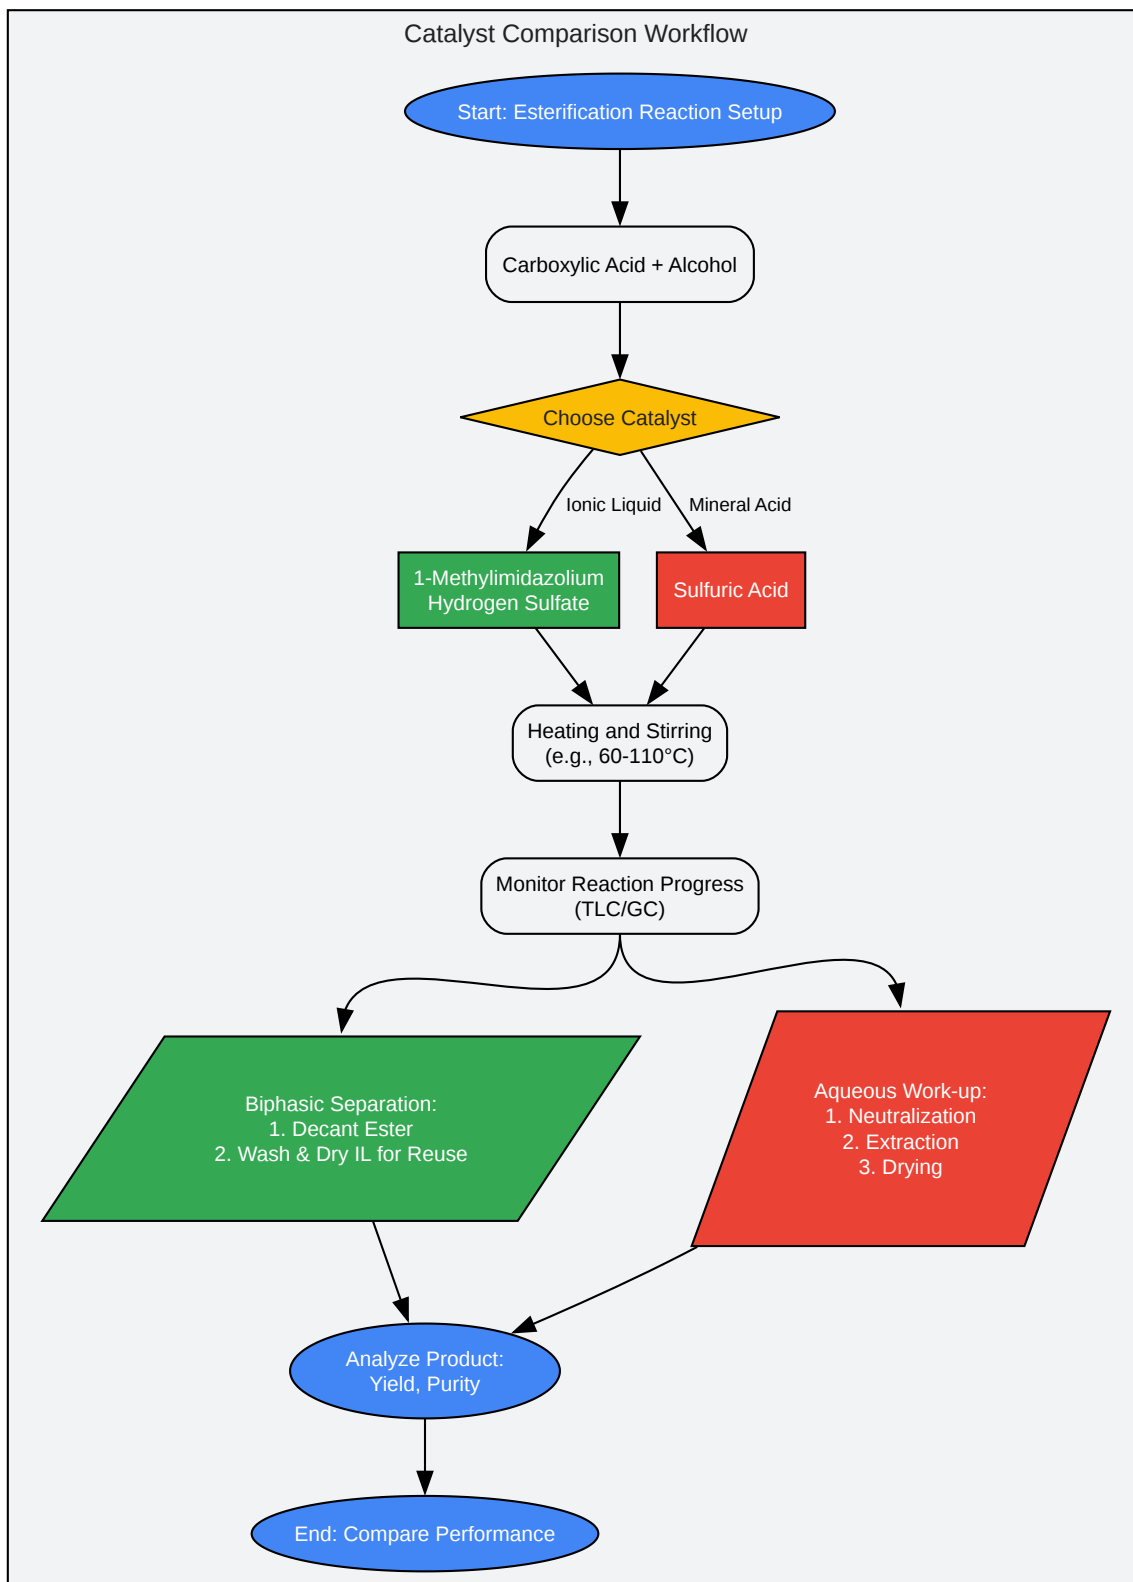 Catalyst Comparison Workflow
Start: Esterification Reaction Setup
Carboxylic Acid + Alcohol
Choose Catalyst
Ionic Liquid
Mineral Acid
1-Methylimidazolium
Hydrogen Sulfate
Sulfuric Acid
Heating and Stirring
(e.g., 60-110°C)
Monitor Reaction Progress
(TLC/GC)
Biphasic Separation:
1. Decant Ester
2. Wash & Dry IL for Reuse
Aqueous Work-up:
1. Neutralization
2. Extraction
3. Drying
Analyze Product:
Yield, Purity
End: Compare Performance